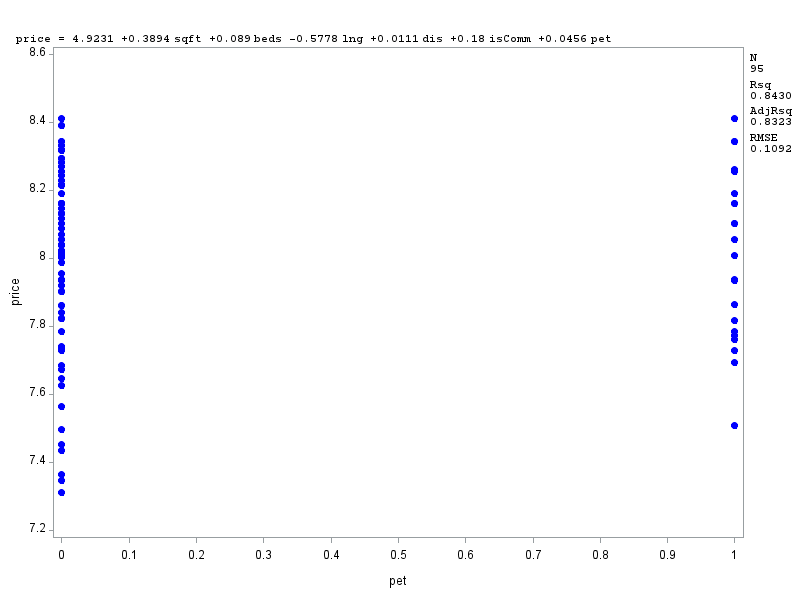 price = 4.9231 +0.3894 sqft +0.089 beds -0.5778 lng +0.0111 dis +0.18 isComm +0.0456 pet
8.6
8.4
8.2
8
7.8
7.6
7.4
7.2
price
0 0.1 0.2 0.3 0.4 0.5 0.6 0.7 0.8 0.9 1
pet
N
95
Rsq
0.8430
AdjRsq
0.8323
RMSE
0.1092